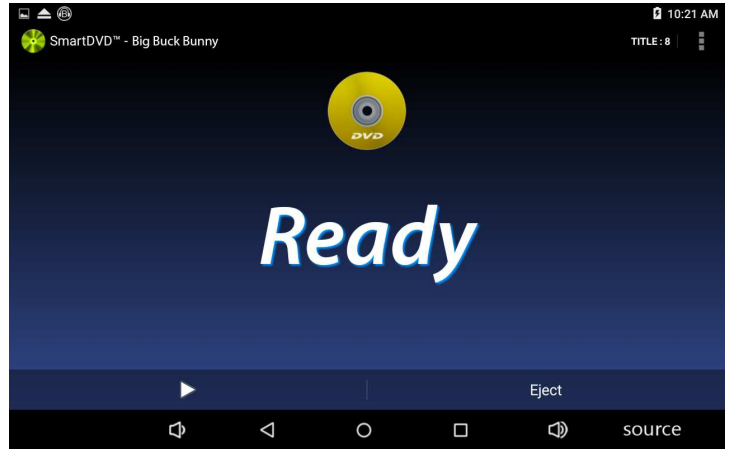 10:21 AM
SmartDVD™ - Big Buck Bunny
TITLE : 8
DVD
Ready
Eject
source